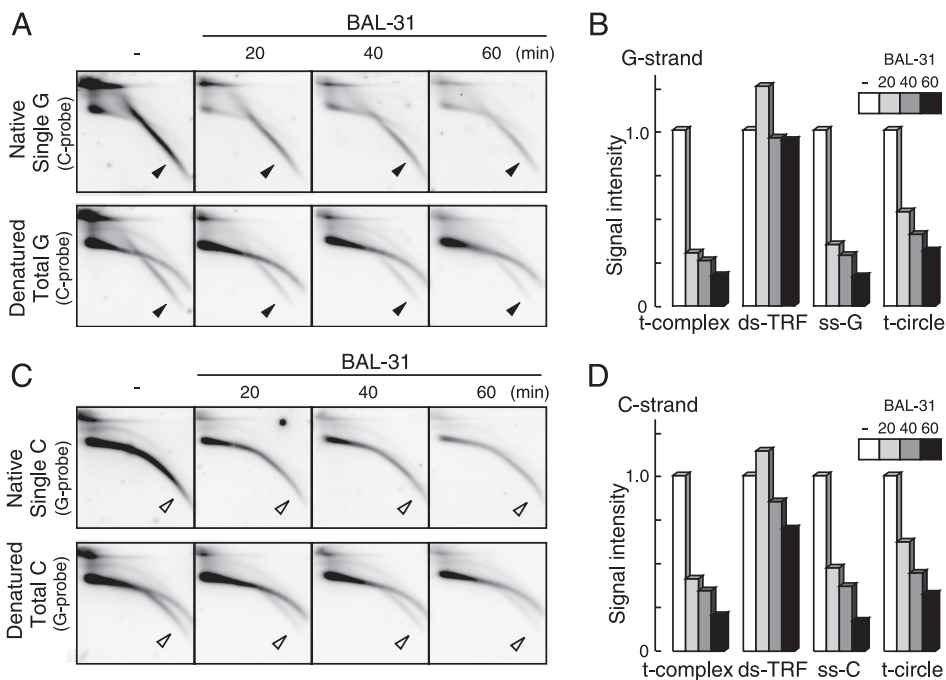 A
BAL-31
- 20 40 60 (min)
Native
Single G
(C-probe)
Denatured
Total G
(C-probe)
B
G-strand
BAL-31
- 20 40 60
Signal intensity
1.0
0
t-complex ds-TRF ss-G t-circle
C
BAL-31
- 20 40 60 (min)
Native
Single C
(G-probe)
Denatured
Total C
(G-probe)
D
C-strand
BAL-31
- 20 40 60
Signal intensity
1.0
0
t-complex ds-TRF ss-C t-circle